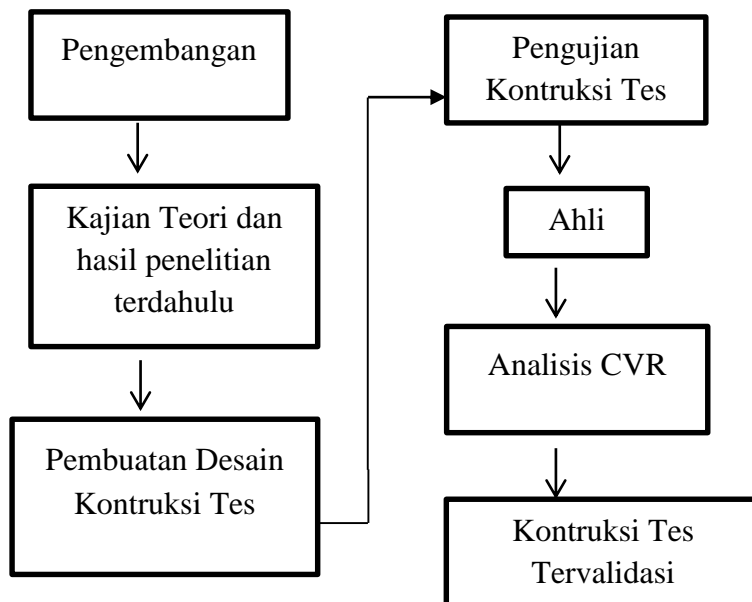 Pengembangan
Kajian Teori dan
hasil penelitian
terdahulu
Pembuatan Desain
Kontruksi Tes
Pengujian
Kontruksi Tes
Ahli
Analisis CVR
Kontruksi Tes
Tervalidasi